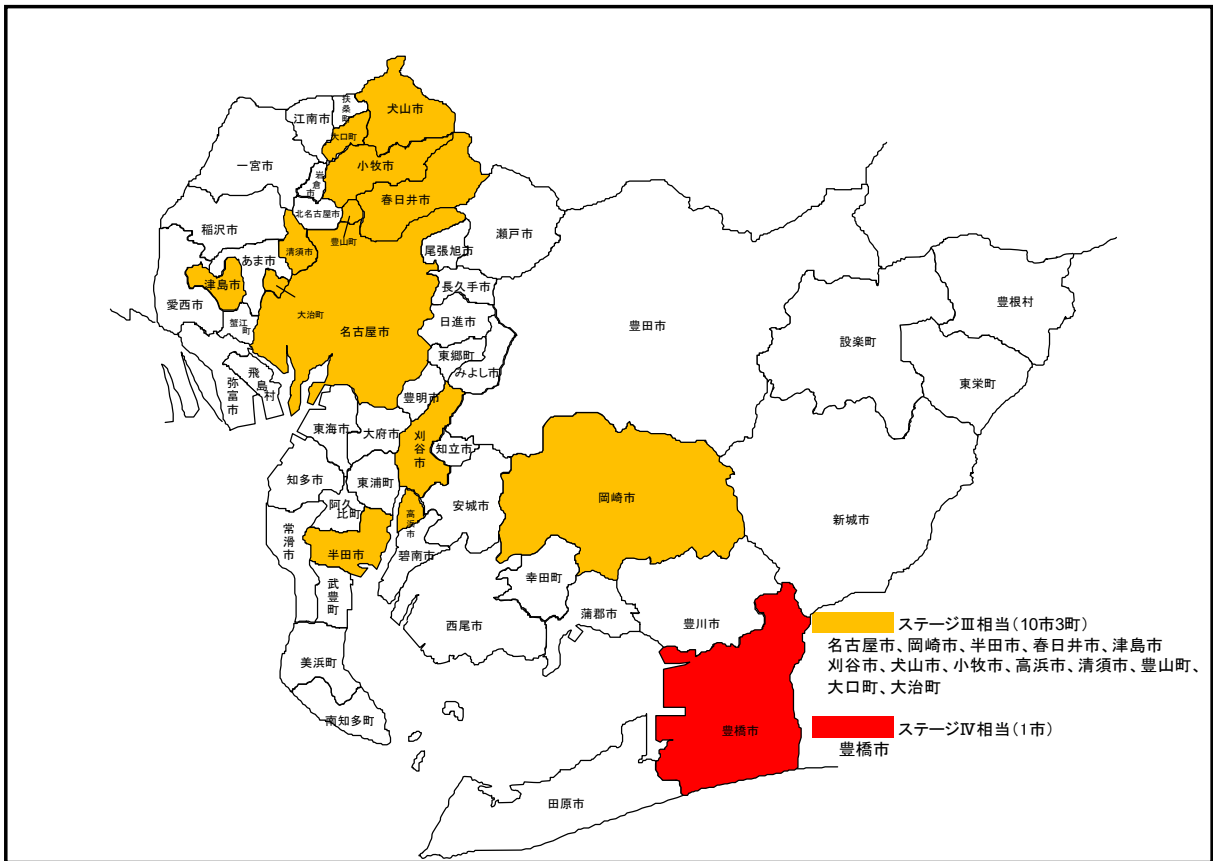 扶桑町
犬山市
江南市
大口町
一宮市
小牧市
岩倉市
春日井市
北名古屋市
稲沢市
豊山町
瀬戸市
清須市
尾張旭市
あま市
津島市
長久手市
愛西市
豊根村
大治町
蟹江町
日進市
豊田市
名古屋市
設楽町
東郷町
みよし市
東栄町
飛島村
弥富市
豊明市
東海市
大府市
刈谷市
知立市
知多市
東浦町
岡崎市
阿久比町
安城市
高浜市
新城市
常滑市
半田市
碧南市
幸田町
武豊町
蒲郡市
豊川市
西尾市
美浜町
南知多町
豊橋市
田原市
ステージⅢ相当(10市3町)
名古屋市、岡崎市、半田市、春日井市、津島市
刈谷市、犬山市、小牧市、高浜市、清須市、豊山町、
大口町、大治町
ステージⅣ相当(1市)
豊橋市